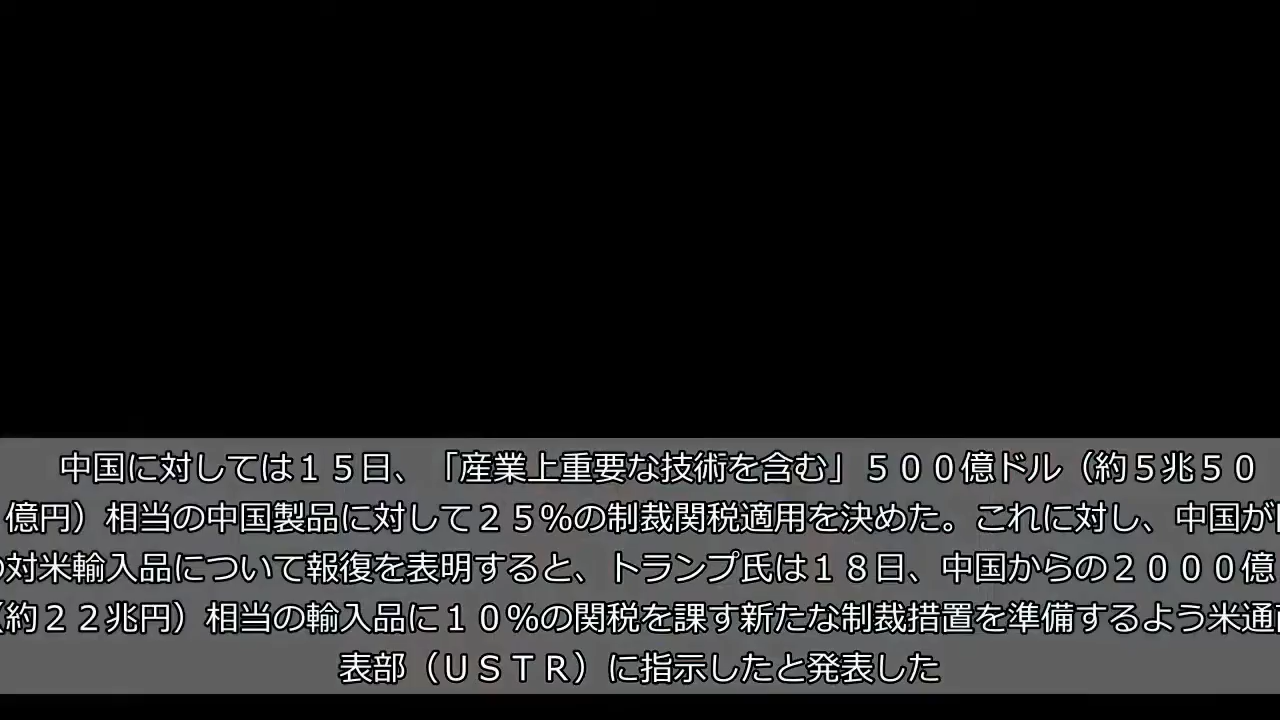 中国に対しては１５日、「産業上重要な技術を含む」５００億ドル（約５兆５０
億円）相当の中国製品に対して２５％の制裁関税適用を決めた。これに対し、中国が
対米輸入品について報復を表明すると、トランプ氏は１８日、中国からの２０００億
（約２２兆円）相当の輸入品に１０％の関税を課す新たな制裁措置を準備するよう米通
表部（ＵＳＴＲ）に指示したと発表した